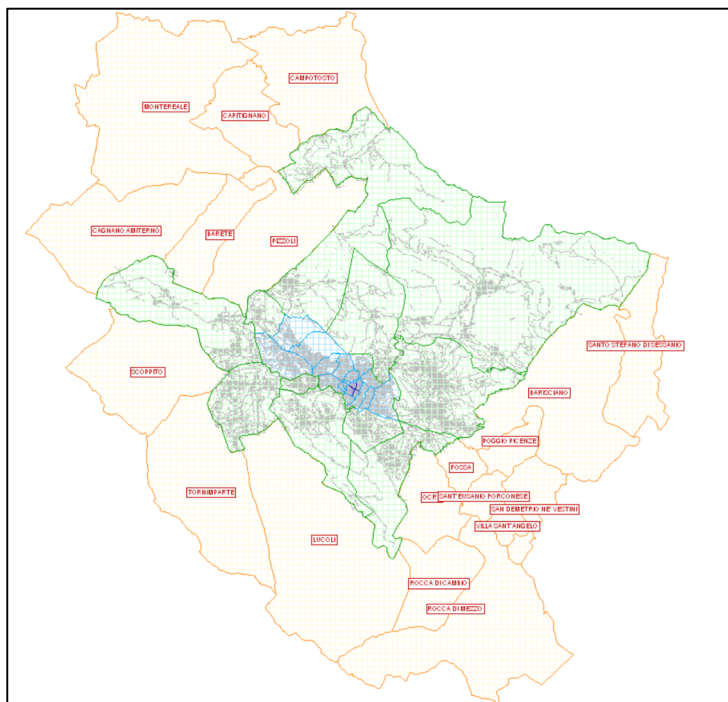 CAMPOTOSTO
MONTEREALE
CAPITIGNANO
CAGNANO AMITERNO
BARETE
PIZZOLI
SANTO STEFANO DI SESSANIO
SCOPPITO
BARISCIANO
POGGIO PICENZE
FOSSA
TORNIMPARTE
OCRE
SANT'EUSANIO FORCONESE
SAN DEMETRIO NE' VESTINI
VILLA SANT'ANGELO
LUCOLI
ROCCA DI CAMBIO
ROCCA DI MEZZO